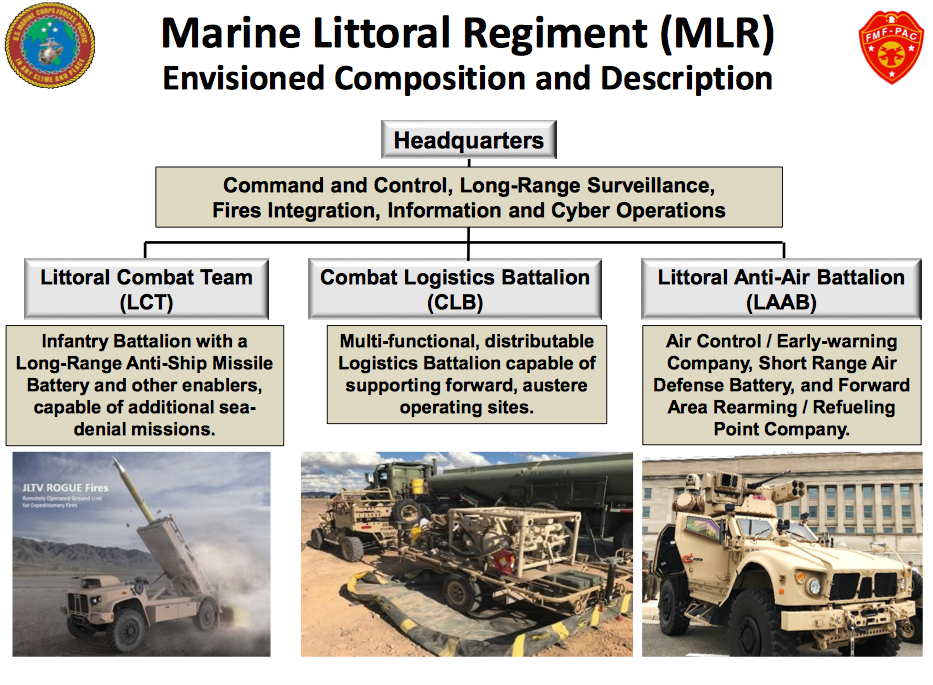 U.S. MARINE CORPS FORCES, PACIFIC
IN ANY CLIME AND PLACE
Marine Littoral Regiment (MLR)
Envisioned Composition and Description
FMF-PAC
Headquarters
Command and Control, Long-Range Surveillance,
Fires Integration, Information and Cyber Operations
Littoral Combat Team
(LCT)
Infantry Battalion with a
Long-Range Anti-Ship Missile
Battery and other enablers,
capable of additional sea-
denial missions.
Combat Logistics Battalion
(CLB)
Multi-functional, distributable
Logistics Battalion capable of
supporting forward, austere
operating sites.
Littoral Anti-Air Battalion
(LAAB)
Air Control / Early-warning
Company, Short Range Air
Defense Battery, and Forward
Area Rearming / Refueling
Point Company.
JLTV ROGUE Fires
Remotely Operated Ground Unit
for Expeditionary Fires